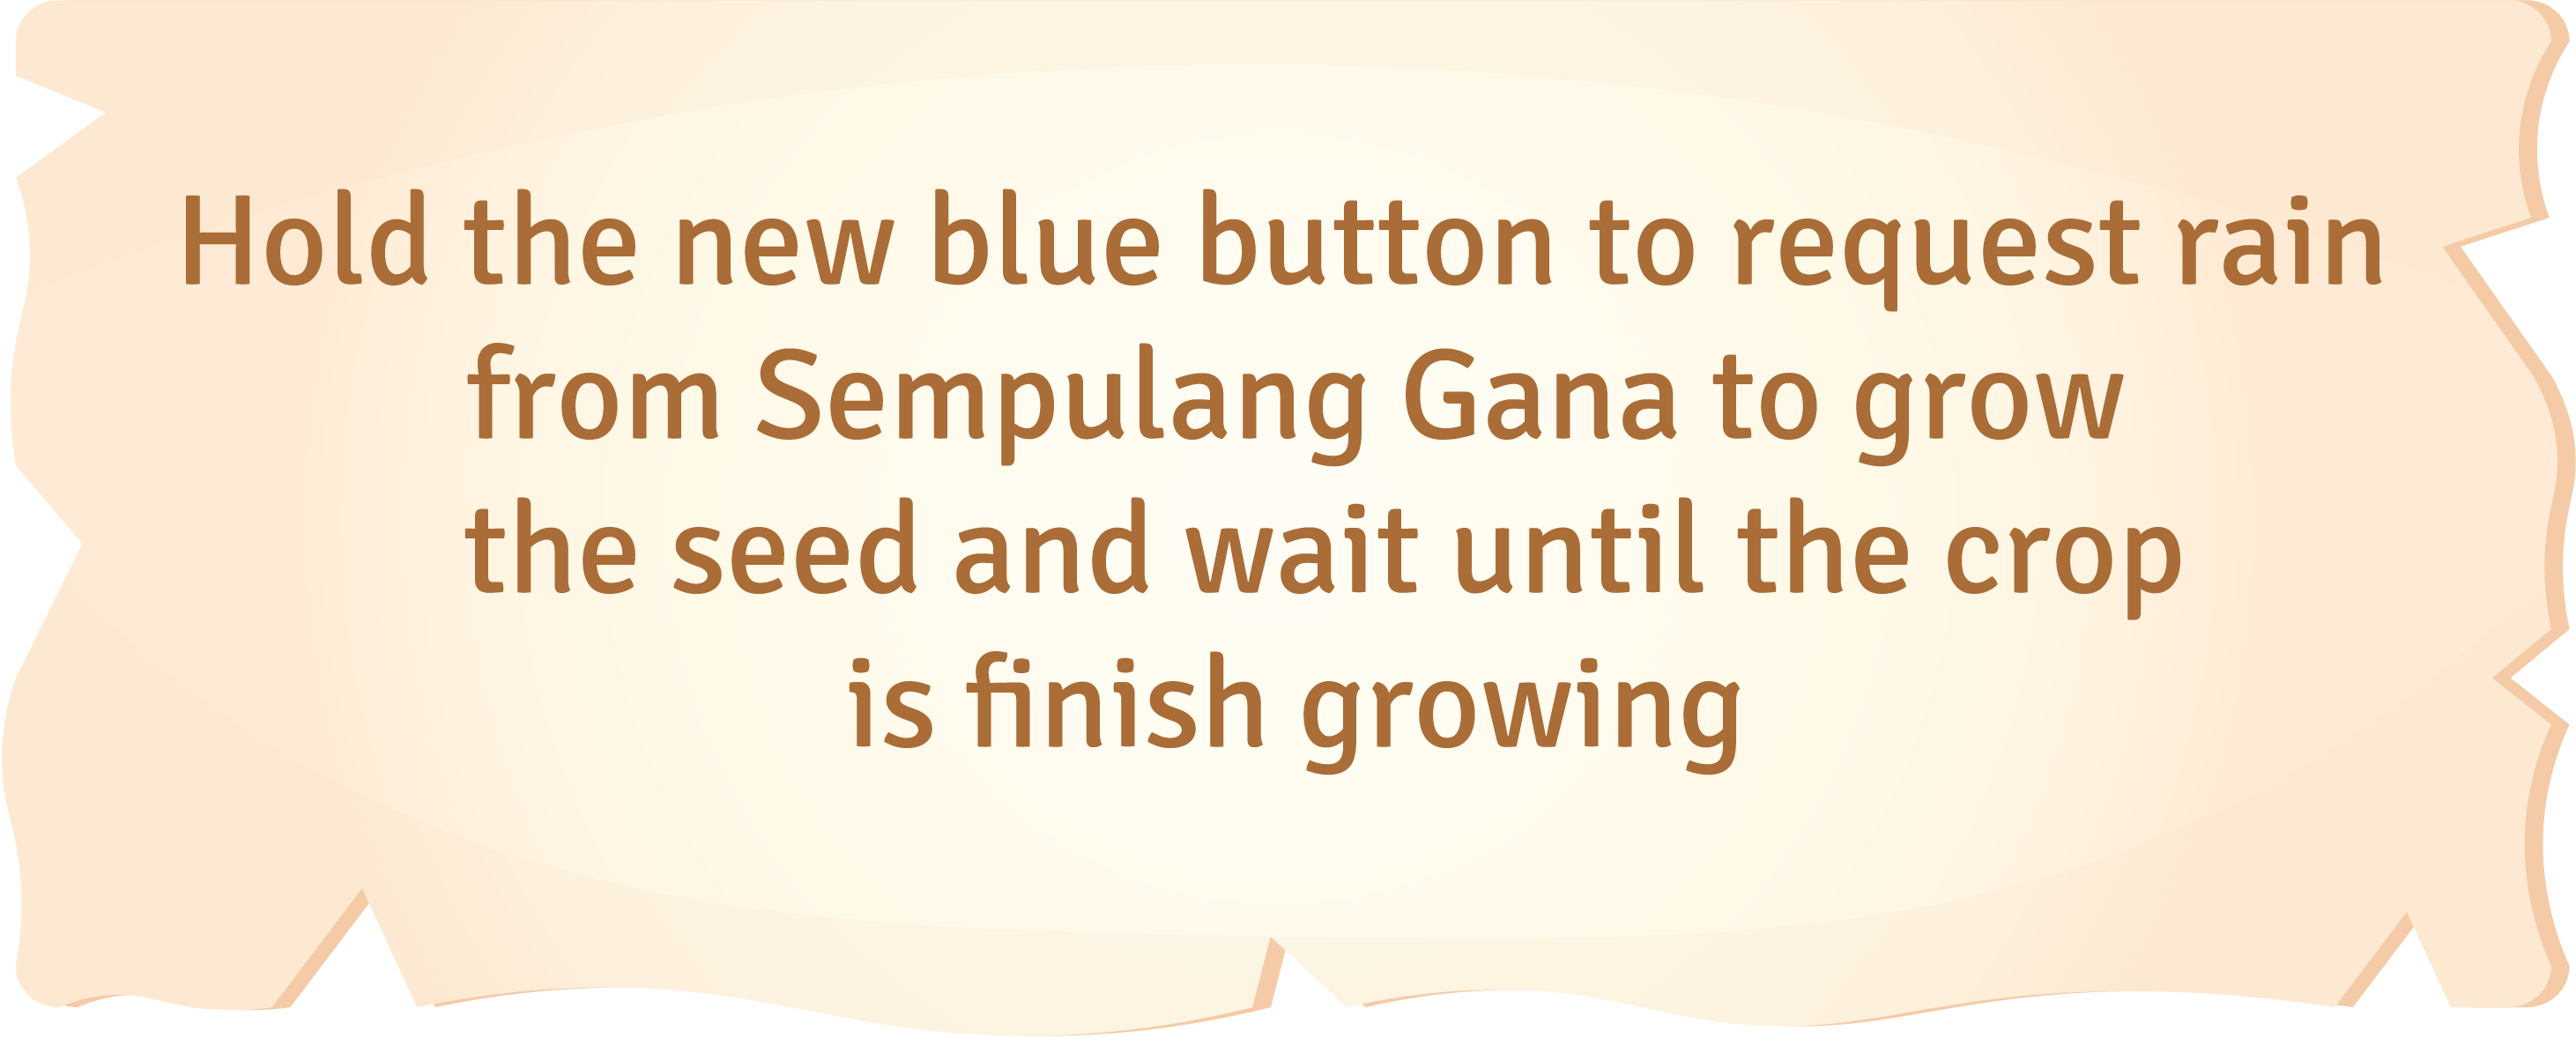 Hold the new blue button to request rain
from Sempulang Gana to grow
the seed and wait until the crop
is finish growing